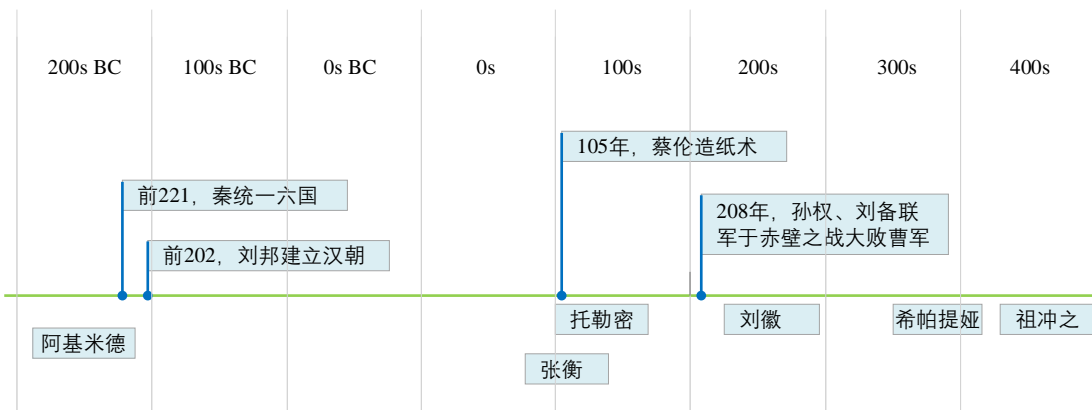 200s BC
100s BC
0s BC
0s
100s
200s
300s
400s
105年，蔡伦造纸术
前221，秦统一六国
208年，孙权、刘备联
军于赤壁之战大败曹军
前202，刘邦建立汉朝
托勒密
刘徽
希帕提娅
祖冲之
阿基米德
张衡